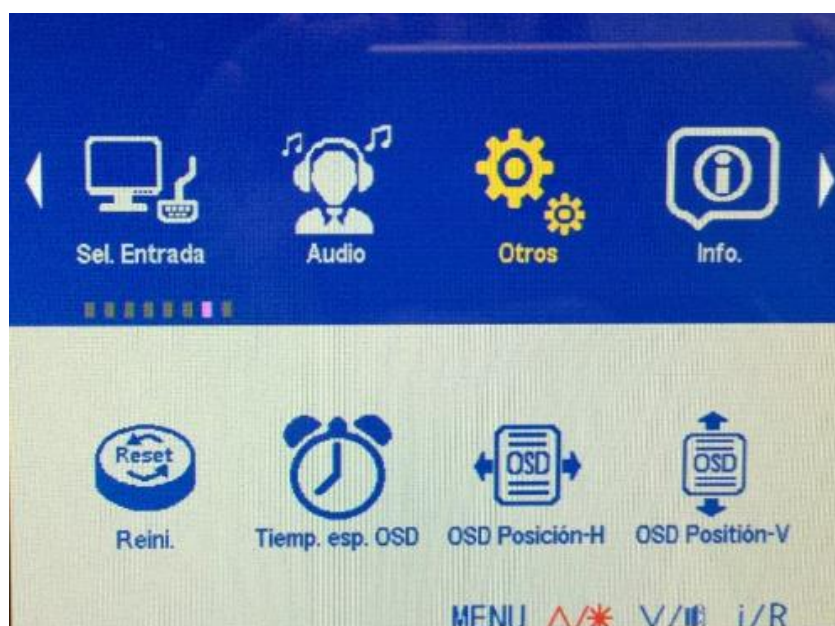 Sel. Entrada
Audio
Otros
Info.
Reset
OSD
OSD
Reini.
Tiemp. esp. OSD
OSD Posición-H
OSD Positión-V
MENU △/☀ ▽/ i/R